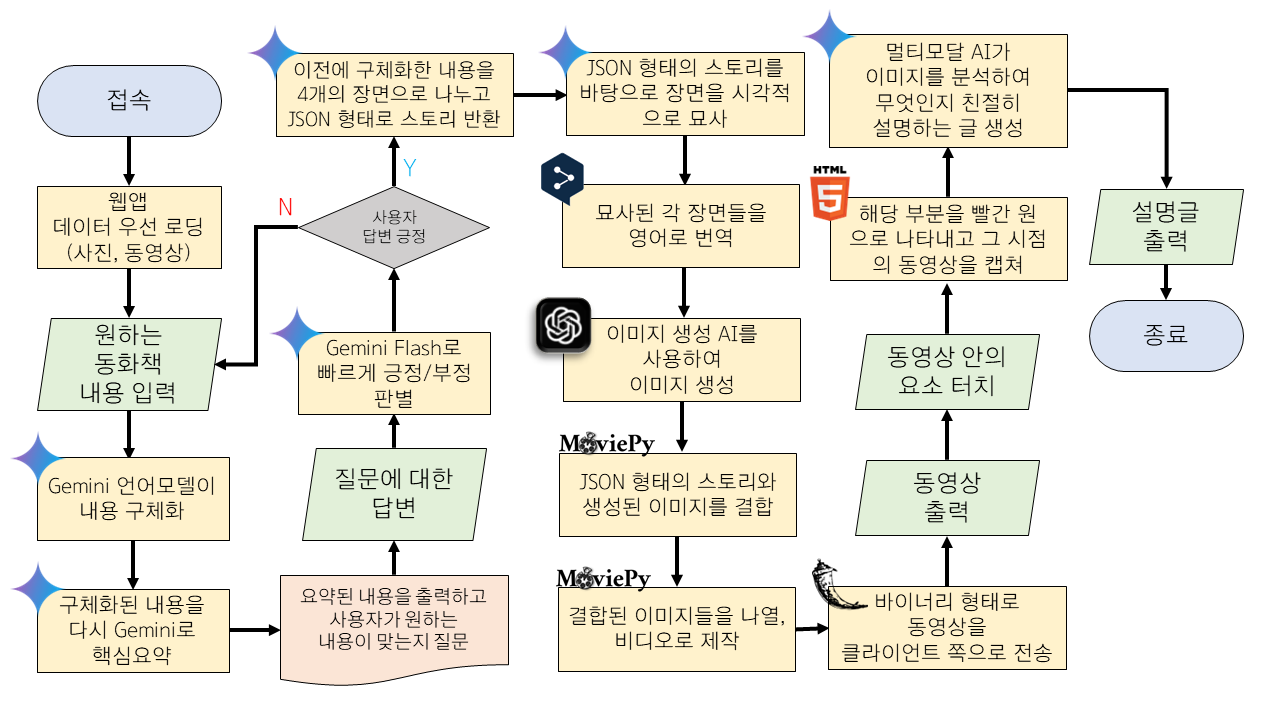 접속
웹앱
데이터 우선 로딩
(사진, 동영상)
원하는
동화책
내용 입력
Gemini 언어모델이
내용 구체화
구체화된 내용을
다시 Gemini로
핵심요약
요약된 내용을 출력하고
사용자가 원하는
내용이 맞는지 질문
질문에 대한
답변
Gemini Flash로
빠르게 긍정/부정
판별
사용자
답변 긍정
N
Y
이전에 구체화한 내용을
4개의 장면으로 나누고
JSON 형태로 스토리 반환
JSON 형태의 스토리를
바탕으로 장면을 시각적
으로 묘사
묘사된 각 장면들을
영어로 번역
이미지 생성 AI를
사용하여
이미지 생성
MoviePy
JSON 형태의 스토리와
생성된 이미지를 결합
MoviePy
결합된 이미지들을 나열,
비디오로 제작
바이너리 형태로
동영상을
클라이언트 쪽으로 전송
동영상
출력
동영상 안의
요소 터치
HTML
5
해당 부분을 빨간 원
으로 나타내고 그 시점
의 동영상을 캡쳐
멀티모달 AI가
이미지를 분석하여
무엇인지 친절히
설명하는 글 생성
설명글
출력
종료